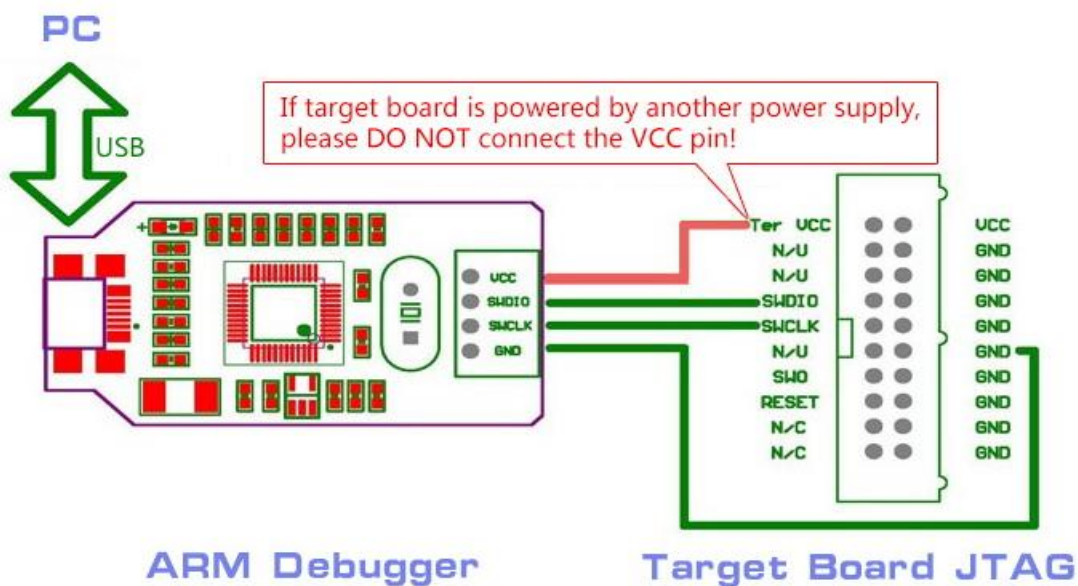 PC
USB
If target board is powered by another power supply,
please DO NOT connect the VCC pin!
+
VCC
SWDIO
SWCLK
GND
Ter VCC VCC
N/U GND
N/U GND
SWDIO GND
SWCLK GND
N/U GND
SWO GND
RESET GND
N/C GND
N/C GND
ARM Debugger
Target Board JTAG